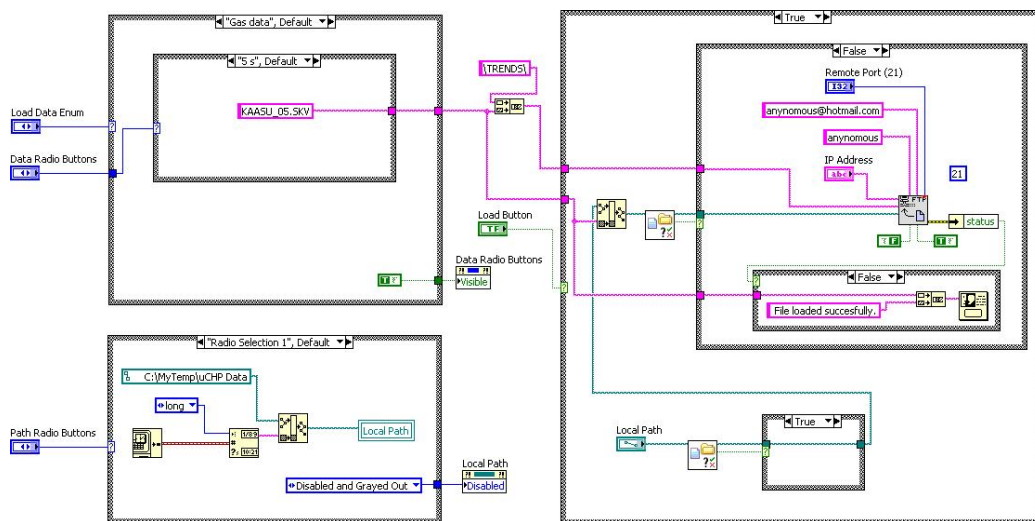 "Gas data", Default
"5 s", Default
KAASU_05.SKV
Load Data Enum
Data Radio Buttons
T F
Data Radio Buttons
Visible
\TRENDS\
Load Button
TF
True
False
Remote Port (21)
I32
anynomous@hotmail.com
anynomous
IP Address
abc
21
FTP
status
F
T F
False
File loaded succesfully.
"Radio Selection 1", Default
C:\MyTemp\uCHP Data
long
Path Radio Buttons
Local Path
Disabled and Grayed Out
Local Path
Disabled
Local Path
True